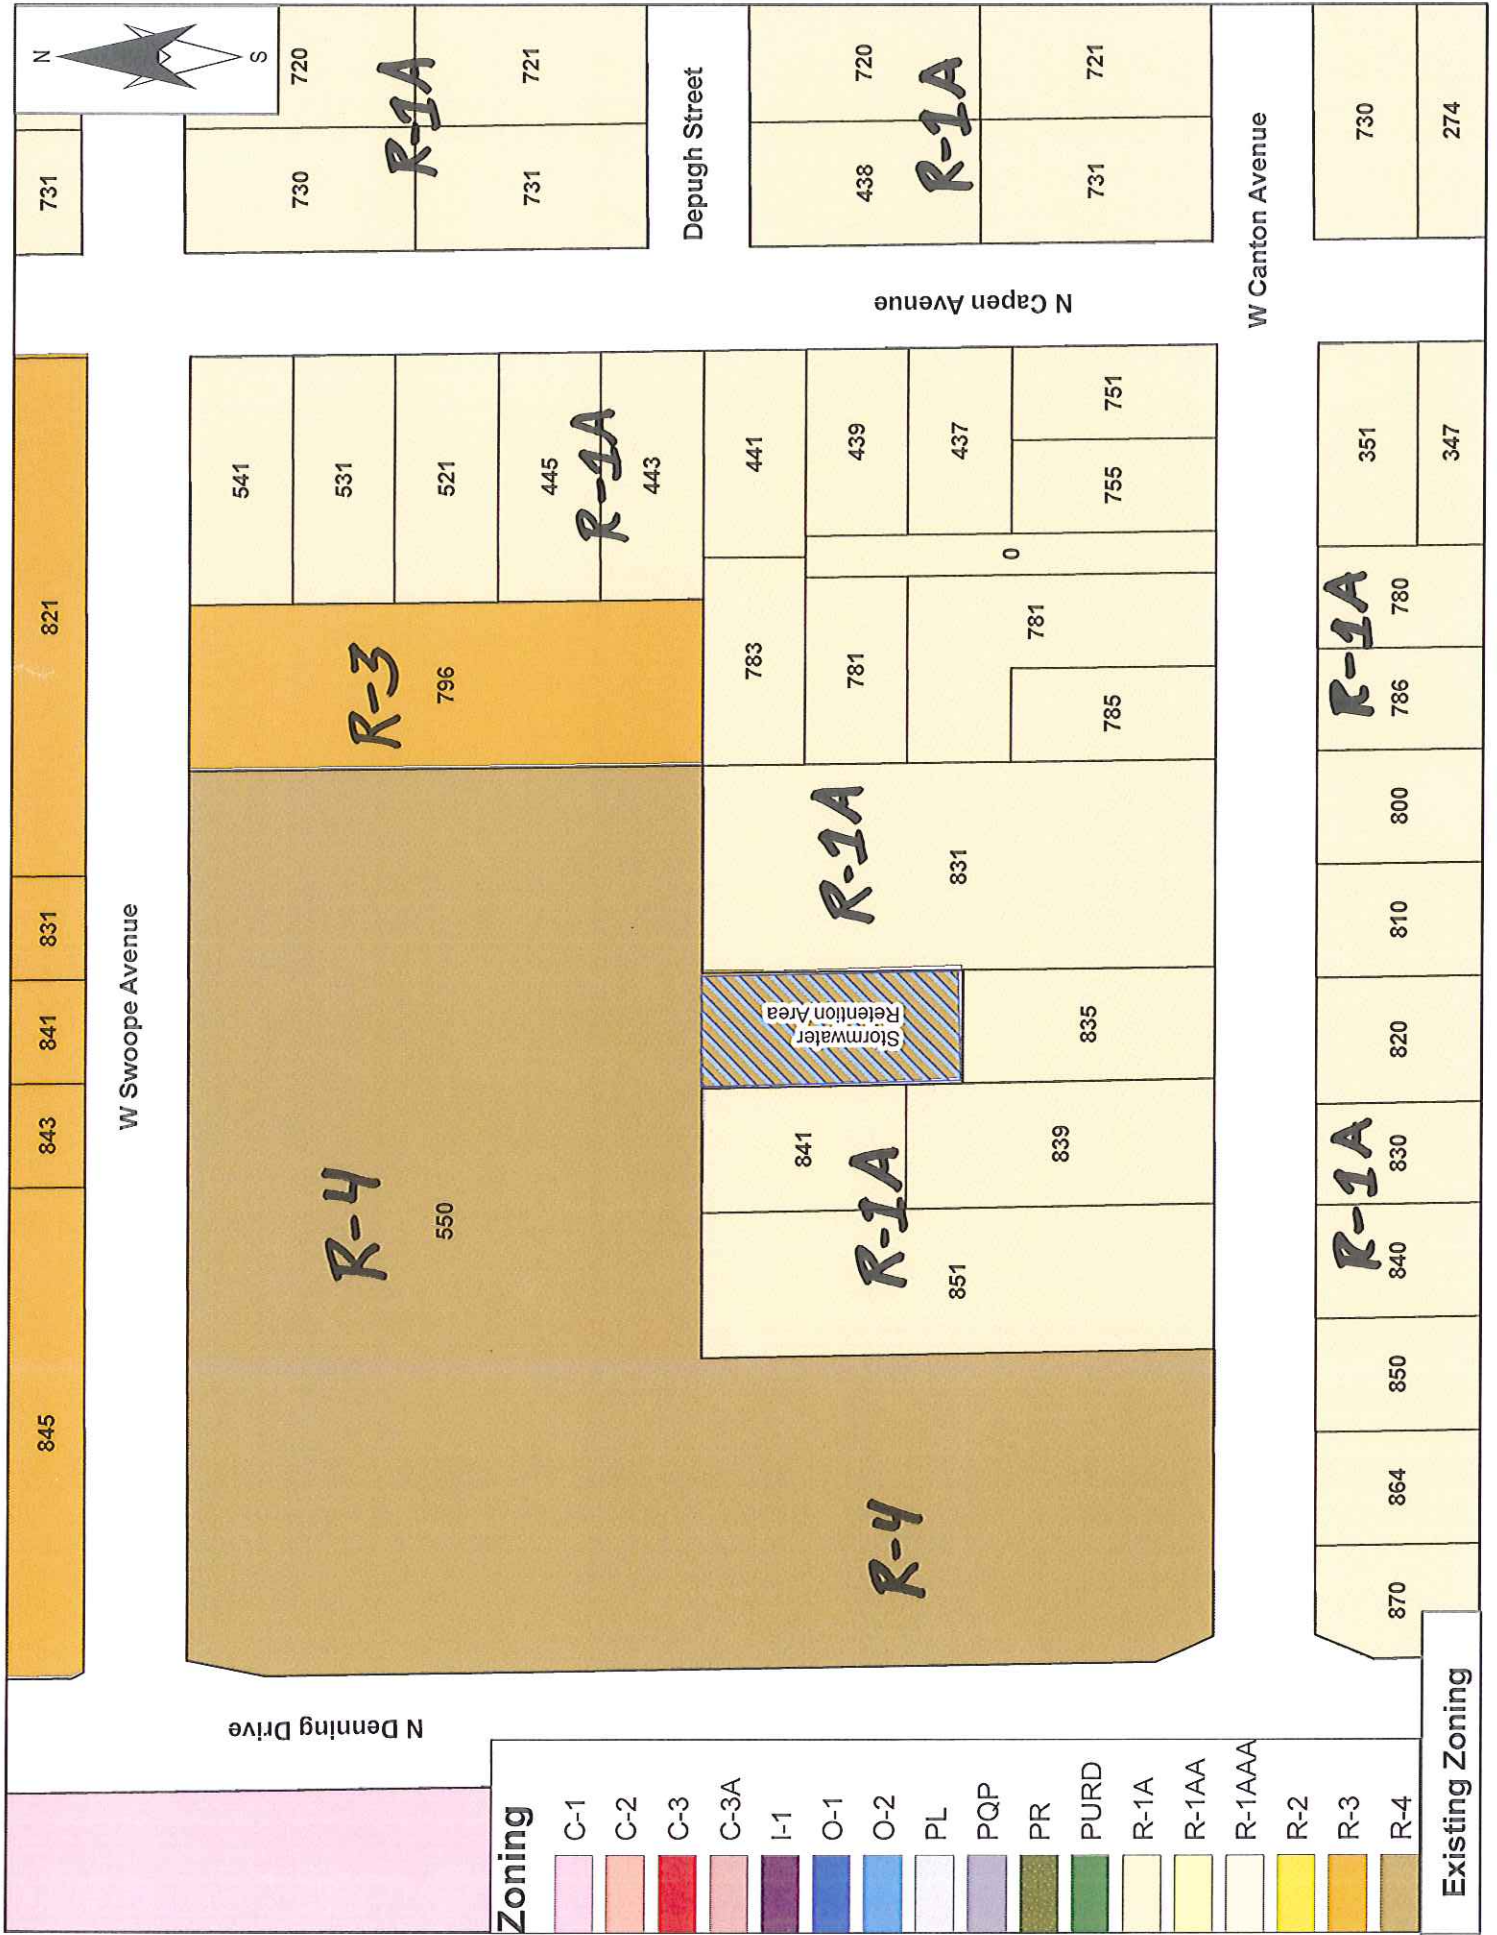 N
S
731
720
730
R-1A
721
731
Depugh Street
720
438
R-1A
721
731
W Canton Avenue
730
274
N Capen Avenue
821
831
841
843
845
W Swoope Avenue
541
531
521
445
R-1A
443
441
439
437
751
755
0
R-3
796
783
781
781
785
R-4
550
R-1A
831
Stormwater
Retention Area
835
841
839
R-1A
851
R-4
351
347
R-1A
780
786
800
810
820
830
R-1A
840
850
864
870
N Denning Drive
Zoning
C-1
C-2
C-3
C-3A
I-1
O-1
O-2
PL
PQP
PR
PURD
R-1A
R-1AA
R-1AAA
R-2
R-3
R-4
Existing Zoning